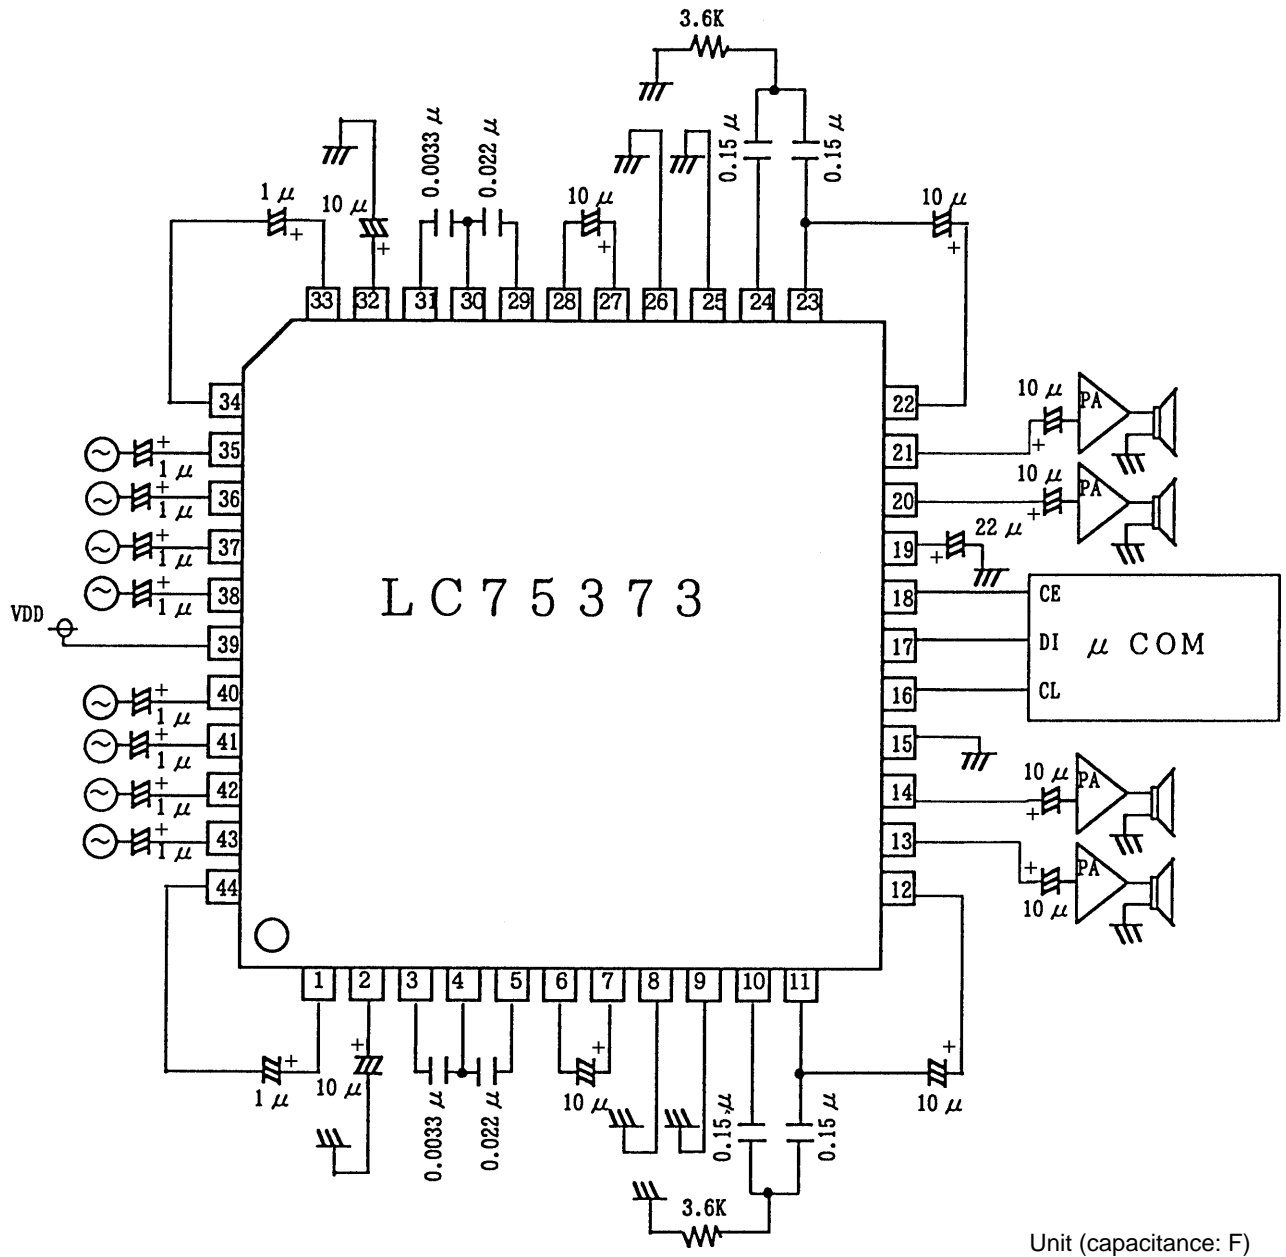 3.6K
0.0033 μ
0.022 μ
0.15 μ
0.15 μ
1 μ
10 μ
10 μ
10 μ
+
+
+
+
33
32
31
30
29
28
27
26
25
24
23
34
22
10 μ
PA
+
35
+
1 μ
21
10 μ
PA
+
36
+
1 μ
20
22 μ
+
37
+
1 μ
19
LC75373
38
+
1 μ
18
CE
VDD
39
17
DI
μ COM
40
+
1 μ
16
CL
41
+
1 μ
15
42
+
1 μ
14
10 μ
PA
+
43
+
1 μ
13
+
PA
10 μ
44
12
1
2
3
4
5
6
7
8
9
10
11
+
1 μ
+
10 μ
0.0033 μ
0.022 μ
+
10 μ
0.15 μ
0.15 μ
+
10 μ
3.6K
Unit (capacitance: F)